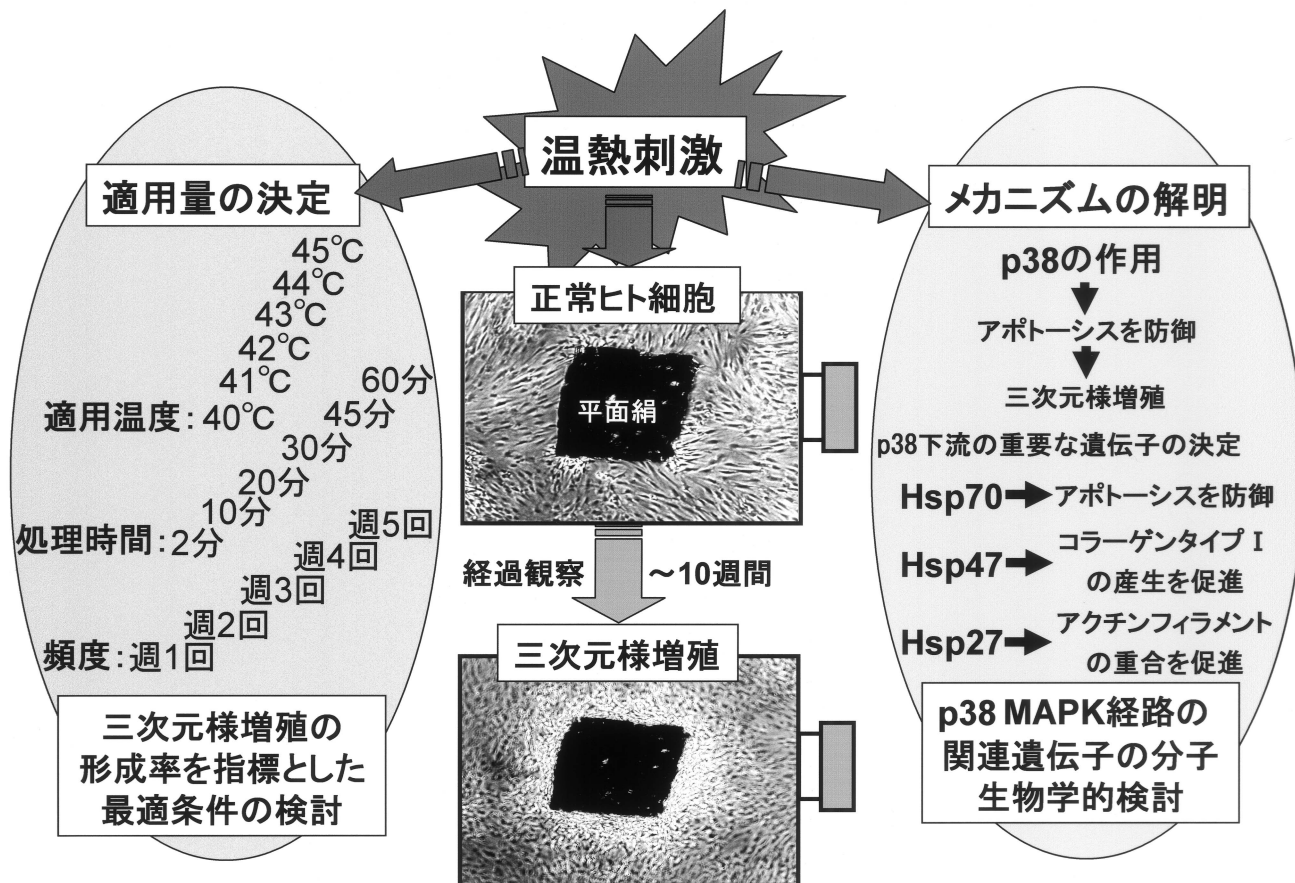 温熱刺激
適用量の決定
45℃
44℃
43℃
42℃
41℃
適用温度：40℃
60分
45分
30分
20分
10分
処理時間：2分
週5回
週4回
週3回
週2回
頻度：週1回
三次元様増殖の
形成率を指標とした
最適条件の検討
正常ヒト細胞
平面絹
経過観察 ～10週間
三次元様増殖
メカニズムの解明
p38の作用
アポトーシスを防御
三次元様増殖
p38下流の重要な遺伝子の決定
Hsp70 アポトーシスを防御
Hsp47 コラーゲンタイプⅠ
の産生を促進
Hsp27 アクチンフィラメント
の重合を促進
p38 MAPK経路の
関連遺伝子の分子
生物学的検討